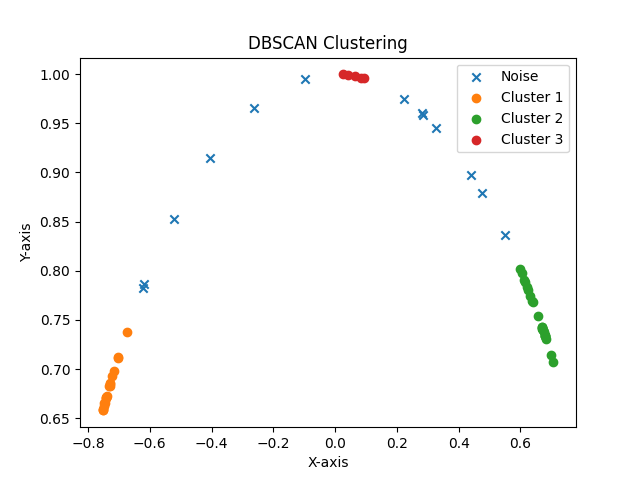 DBSCAN Clustering
Noise
Cluster 1
Cluster 2
Cluster 3
Y-axis
1.00
0.95
0.90
0.85
0.80
0.75
0.70
0.65
−0.8 −0.6 −0.4 −0.2 0.0 0.2 0.4 0.6
X-axis